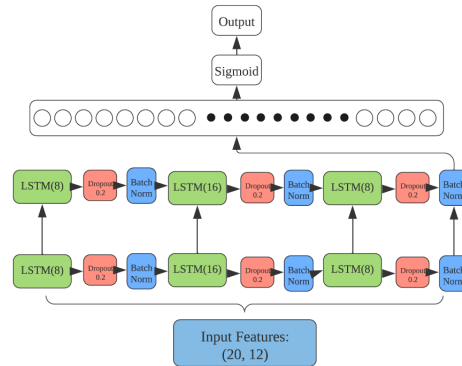 Output
Sigmoid
LSTM(8)
Dropout
0.2
Batch
Norm
LSTM(16)
Dropout
0.2
Batch
Norm
LSTM(8)
Dropout
0.2
Batch
Norm
LSTM(8)
Dropout
0.2
Batch
Norm
LSTM(16)
Dropout
0.2
Batch
Norm
LSTM(8)
Dropout
0.2
Batch
Norm
Input Features:
(20, 12)